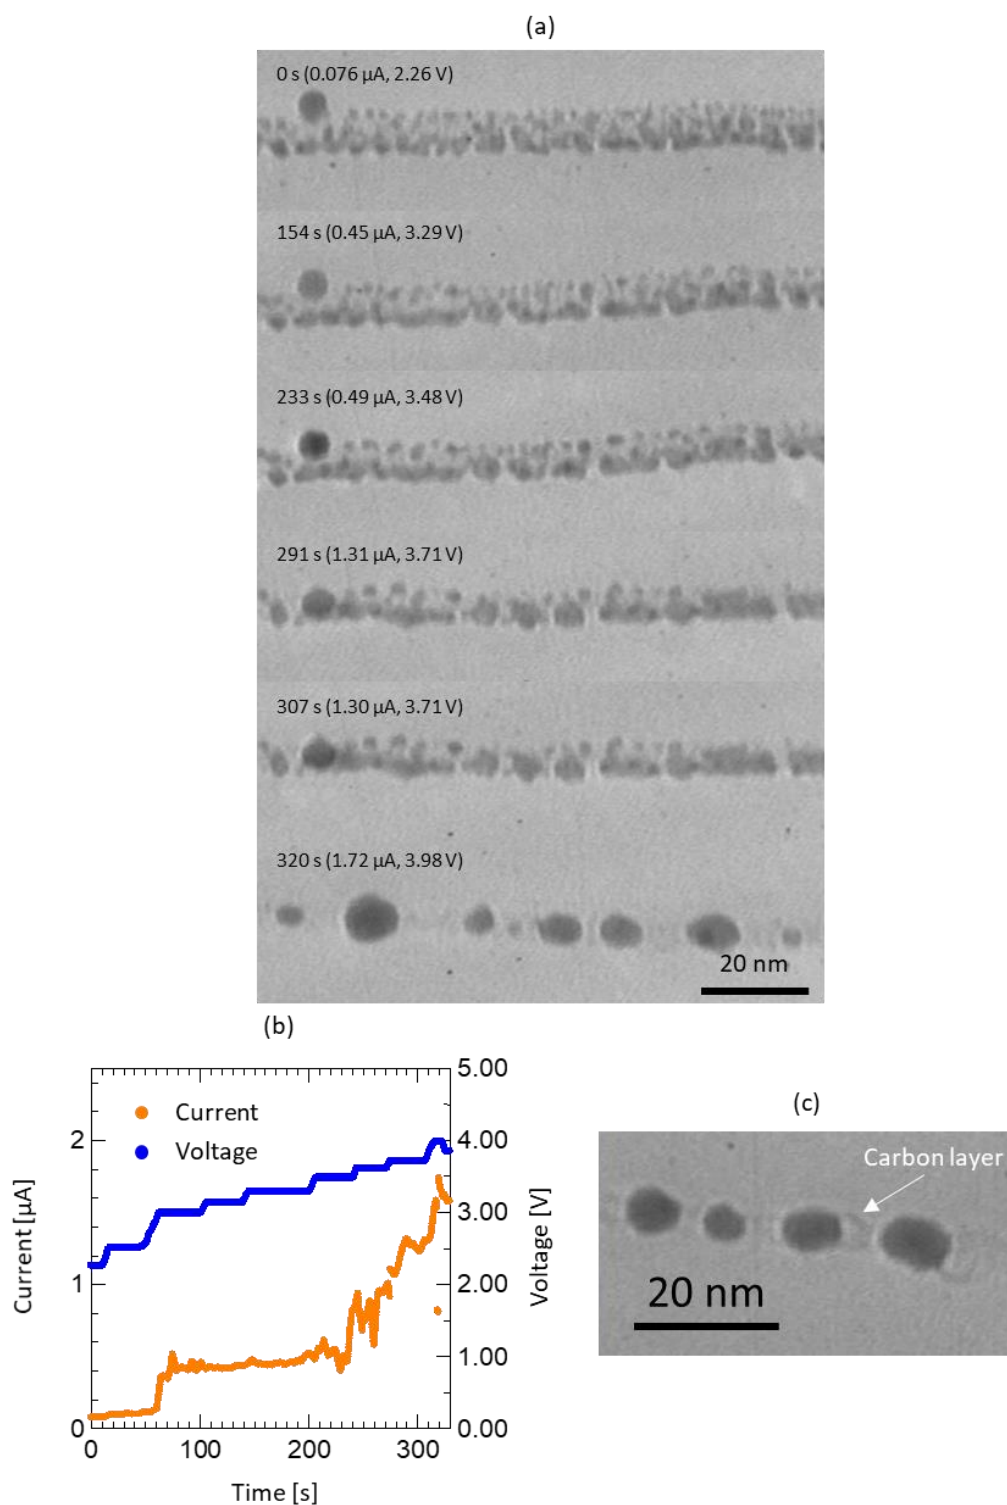 (a)
0 s (0.076 µA, 2.26 V)
154 s (0.45 µA, 3.29 V)
233 s (0.49 µA, 3.48 V)
291 s (1.31 µA, 3.71 V)
307 s (1.30 µA, 3.71 V)
320 s (1.72 µA, 3.98 V)
20 nm
(b)
Current [µA]
2
1
0
Current
Voltage
5.00
4.00
3.00
2.00
1.00
0.00
Voltage [V]
0
100
200
300
Time [s]
(c)
Carbon layer
20 nm